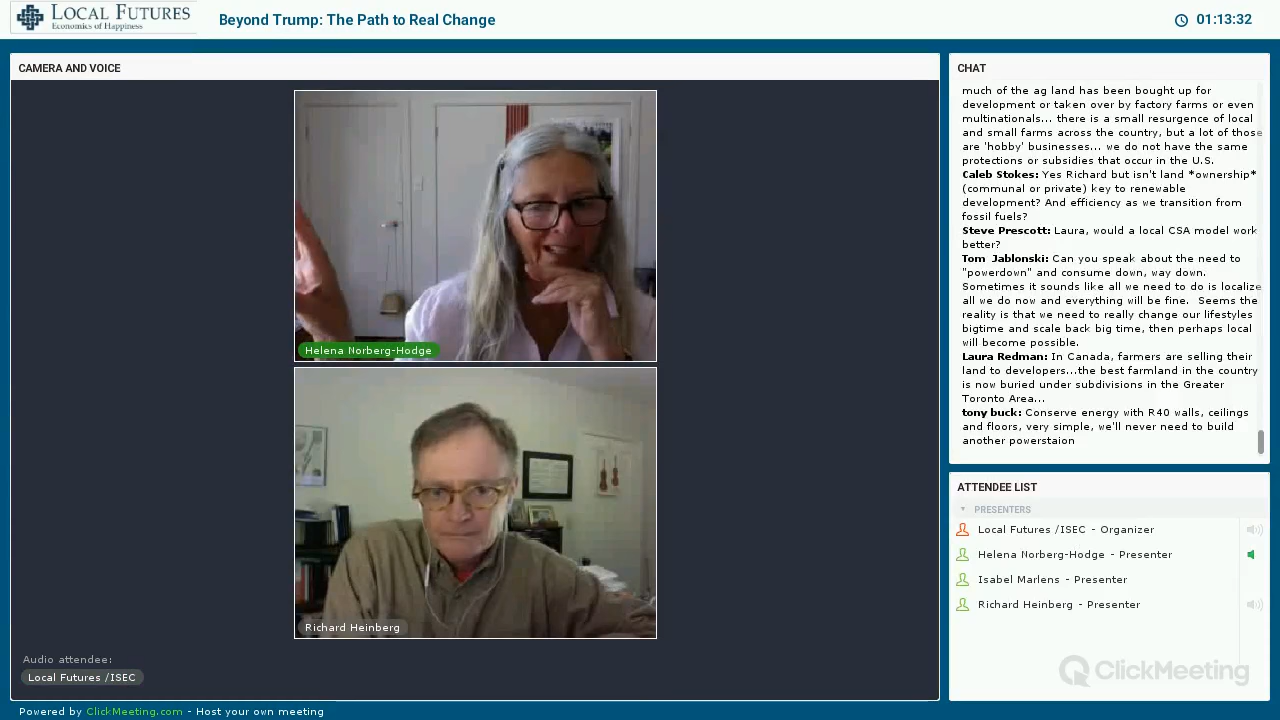 LOCAL FUTURES
Economics of Happiness
Beyond Trump: The Path to Real Change
01:13:32
CAMERA AND VOICE
Helena Norberg-Hodge
Richard Heinberg
Audio attendee:
Local Futures /ISEC
CHAT
much of the ag land has been bought up for
development or taken over by factory farms or even
multinationals... there is a small resurgence of local
and small farms across the country, but a lot of those
are 'hobby' businesses... we do not have the same
protections or subsidies that occur in the U.S.
Caleb Stokes: Yes Richard but isn't land *ownership*
(communal or private) key to renewable
development? And efficiency as we transition from
fossil fuels?
Steve Prescott: Laura, would a local CSA model work
better?
Tom Jablonski: Can you speak about the need to
"powerdown" and consume down, way down.
Sometimes it sounds like all we need to do is localize
all we do now and everything will be fine. Seems the
reality is that we need to really change our lifestyles
bigtime and scale back big time, then perhaps local
will become possible.
Laura Redman: In Canada, farmers are selling their
land to developers...the best farmland in the country
is now buried under subdivisions in the Greater
Toronto Area...
tony buck: Conserve energy with R40 walls, ceilings
and floors, very simple, we'll never need to build
another powerstaion
ATTENDEE LIST
PRESENTERS
Local Futures /ISEC - Organizer
Helena Norberg-Hodge - Presenter
Isabel Marlens - Presenter
Richard Heinberg - Presenter
ClickMeeting
Powered by ClickMeeting.com - Host your own meeting